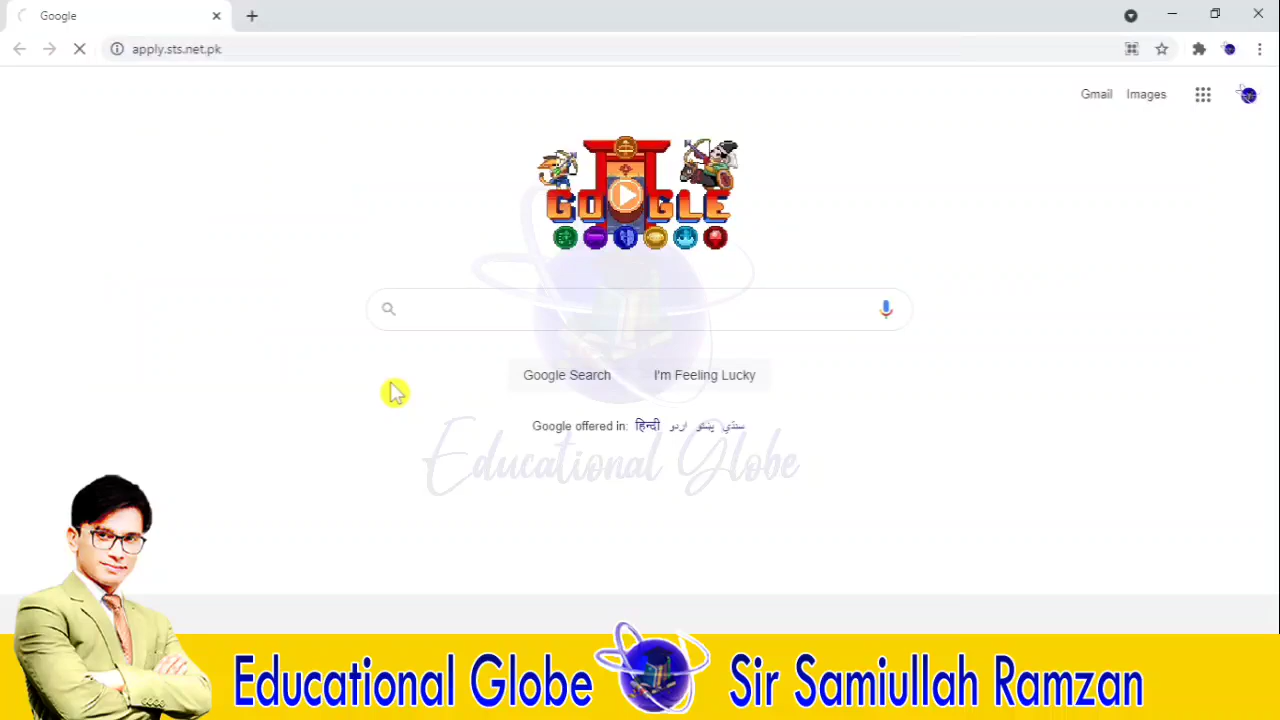 Google
apply.sts.net.pk
Gmail Images
GOOGLE
Google Search I'm Feeling Lucky
Google offered in: हिन्दी اردو پښتو سنڌي
Educational Globe
Educational Globe Sir Samiullah Ramzan